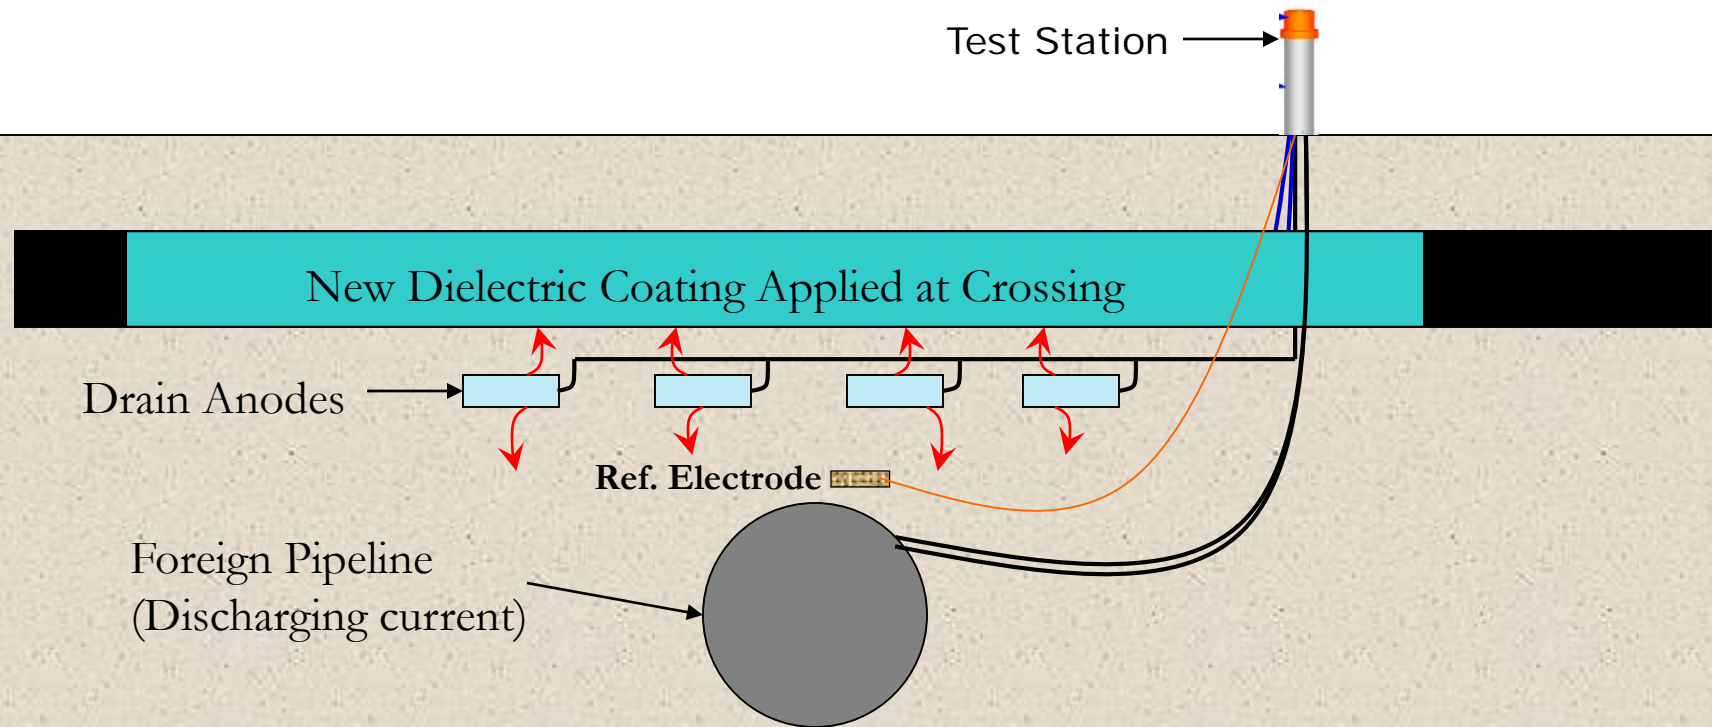 Test Station
New Dielectric Coating Applied at Crossing
Drain Anodes
Ref. Electrode
Foreign Pipeline
(Discharging current)